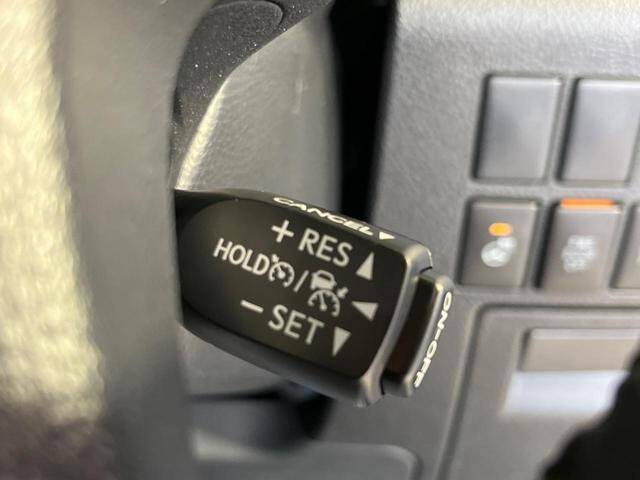 CANCEL
+ RES
HOLD /
- SET
ON-OFF